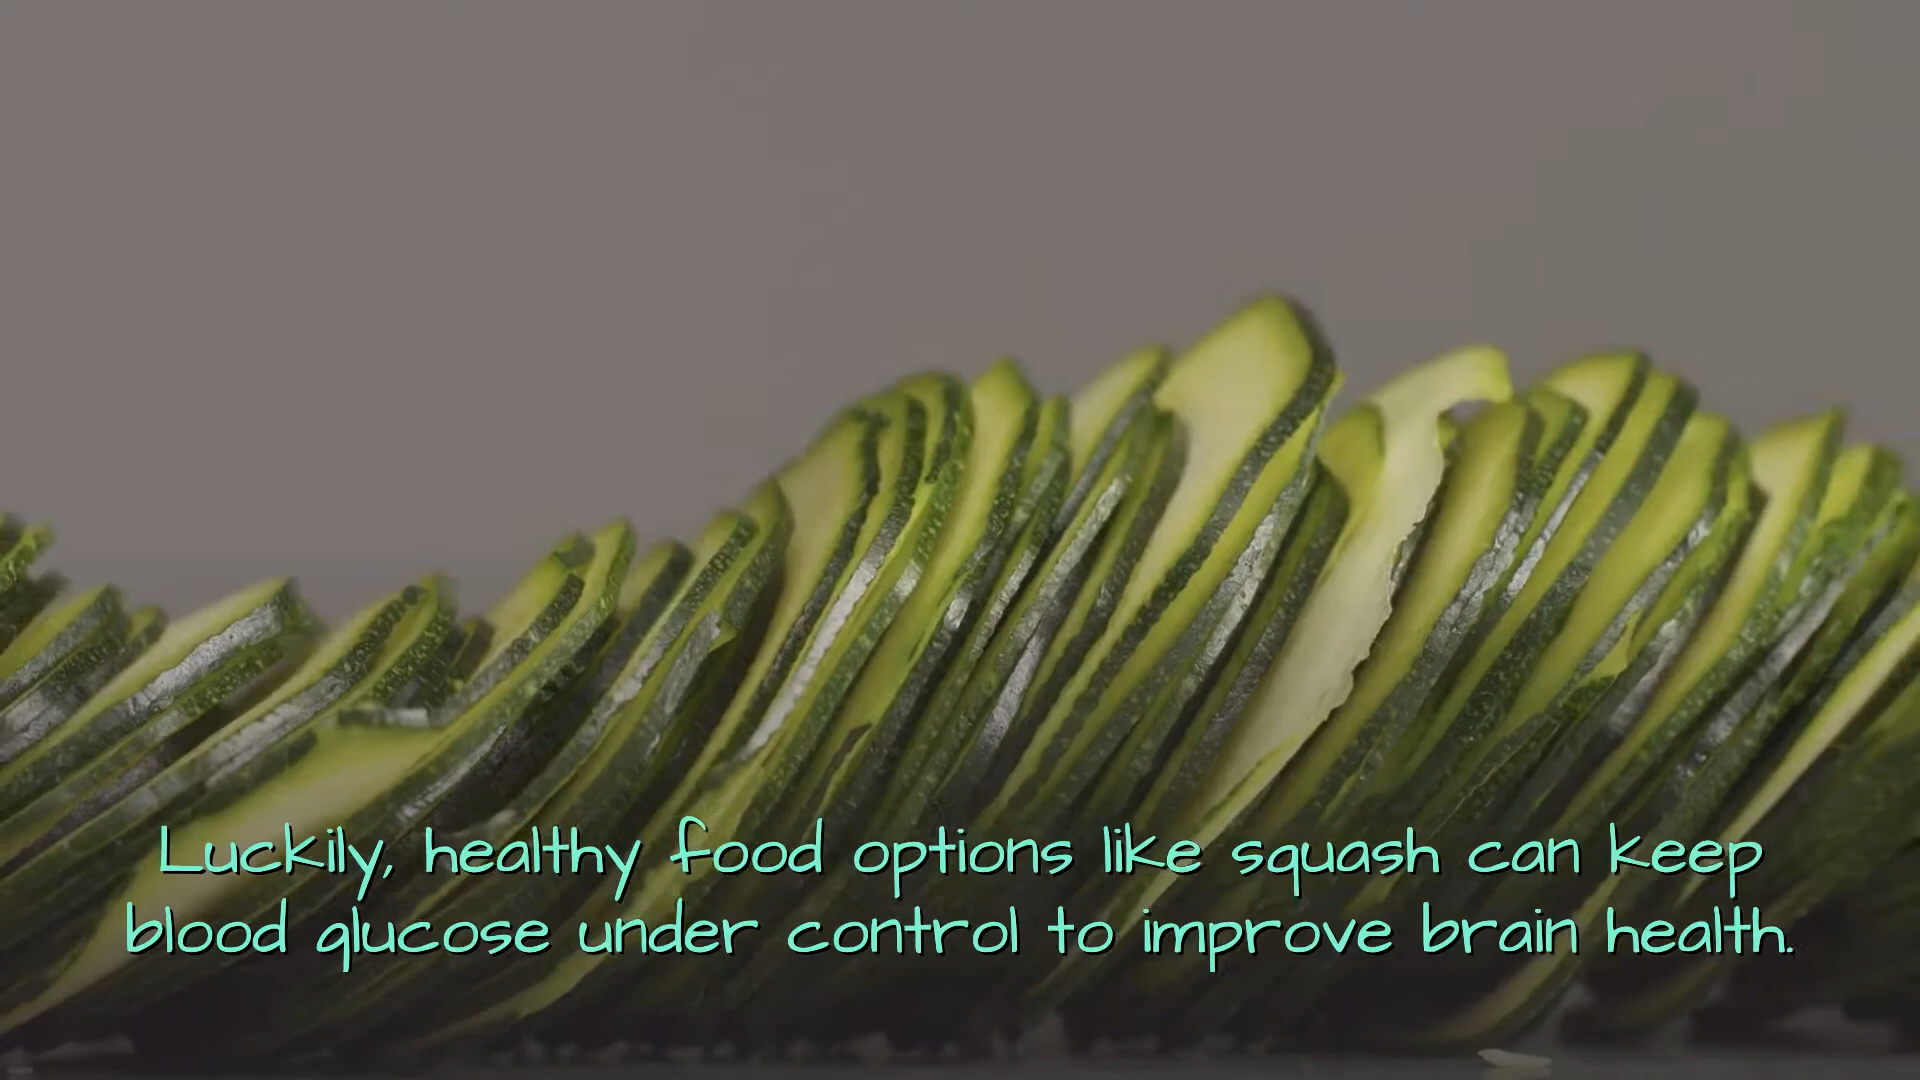 Luckily, healthy food options like squash can keep
blood glucose under control to improve brain health.